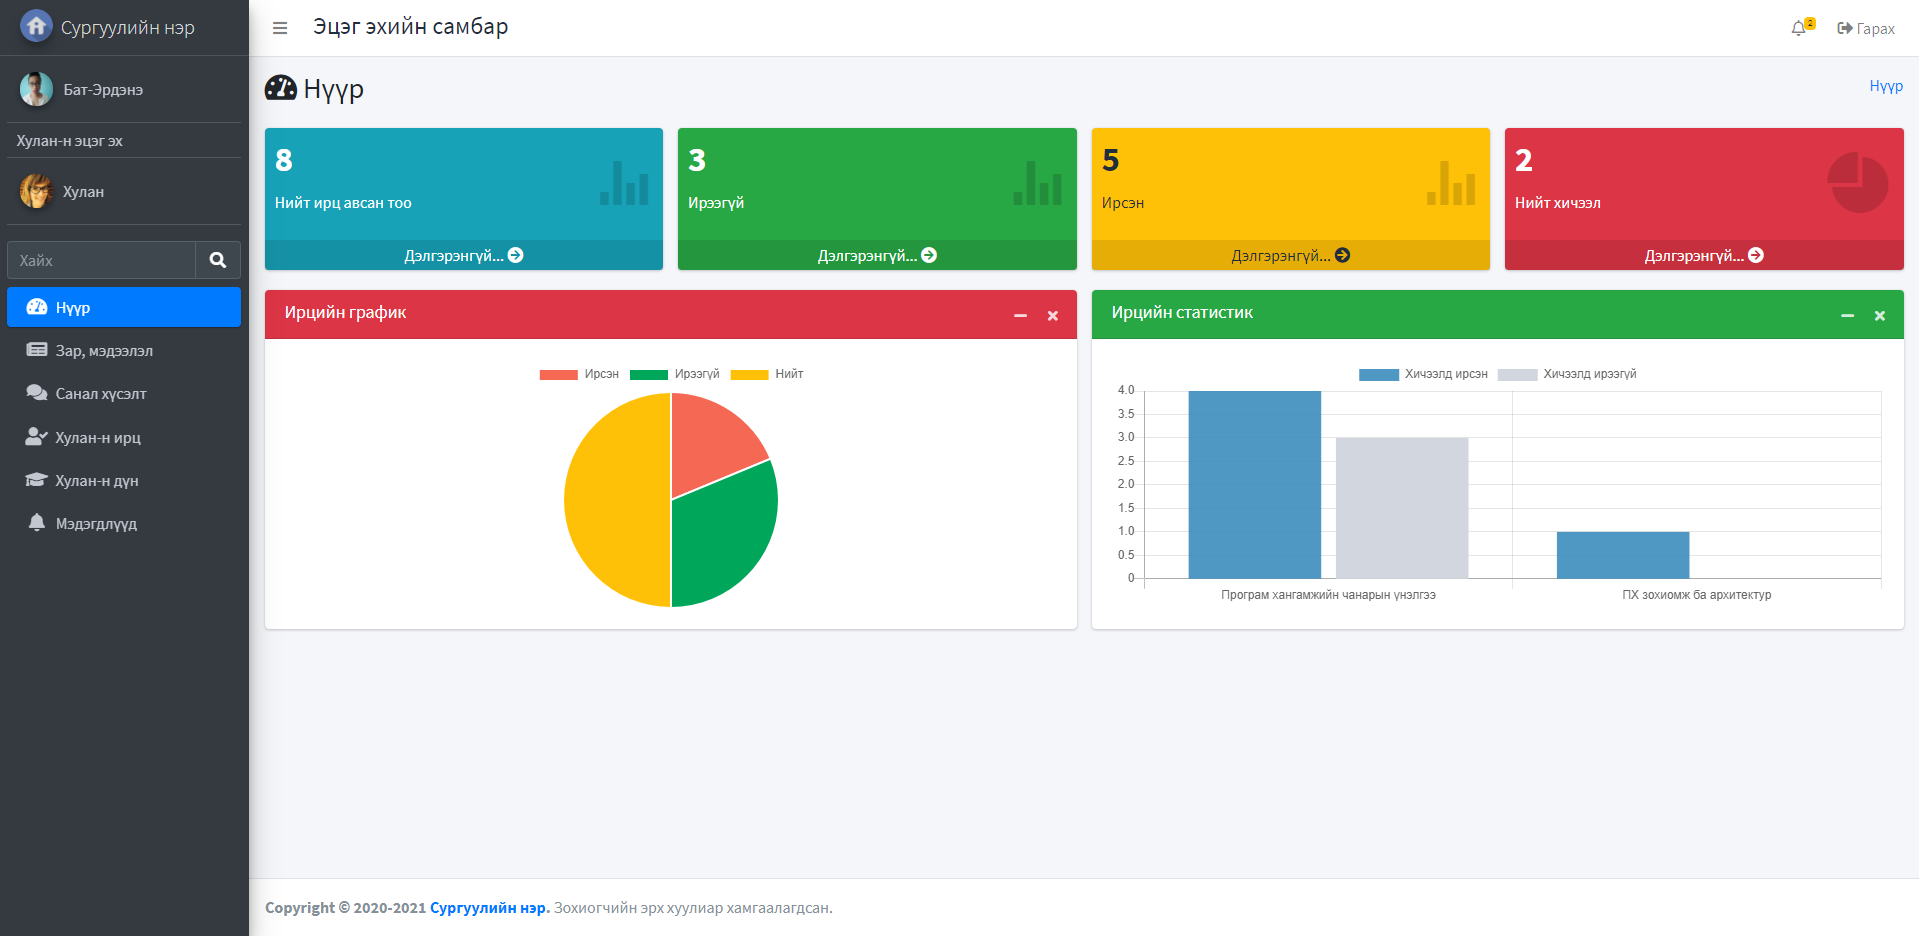 Сургуулийн нэр
Бат-Эрдэнэ
Хулан-н эцэг эх
Хулан
Хайх
Нүүр
Зар, мэдээлэл
Санал хүсэлт
Хулан-н ирц
Хулан-н дүн
Мэдэгдлүүд
Эцэг эхийн самбар
2
Гарах
Нүүр
Нүүр
8
Нийт ирц авсан тоо
Дэлгэрэнгүй...
3
Ирээгүй
Дэлгэрэнгүй...
5
Ирсэн
Дэлгэрэнгүй...
2
Нийт хичээл
Дэлгэрэнгүй...
Ирцийн график
Ирсэн Ирээгүй Нийт
Ирцийн статистик
Хичээлд ирсэн Хичээлд ирээгүй
4.0
3.5
3.0
2.5
2.0
1.5
1.0
0.5
0
Програм хангамжийн чанарын үнэлгээ ПХ зохиомж ба архитектур
Copyright © 2020-2021 Сургуулийн нэр. Зохиогчийн эрх хуулиар хамгаалагдсан.